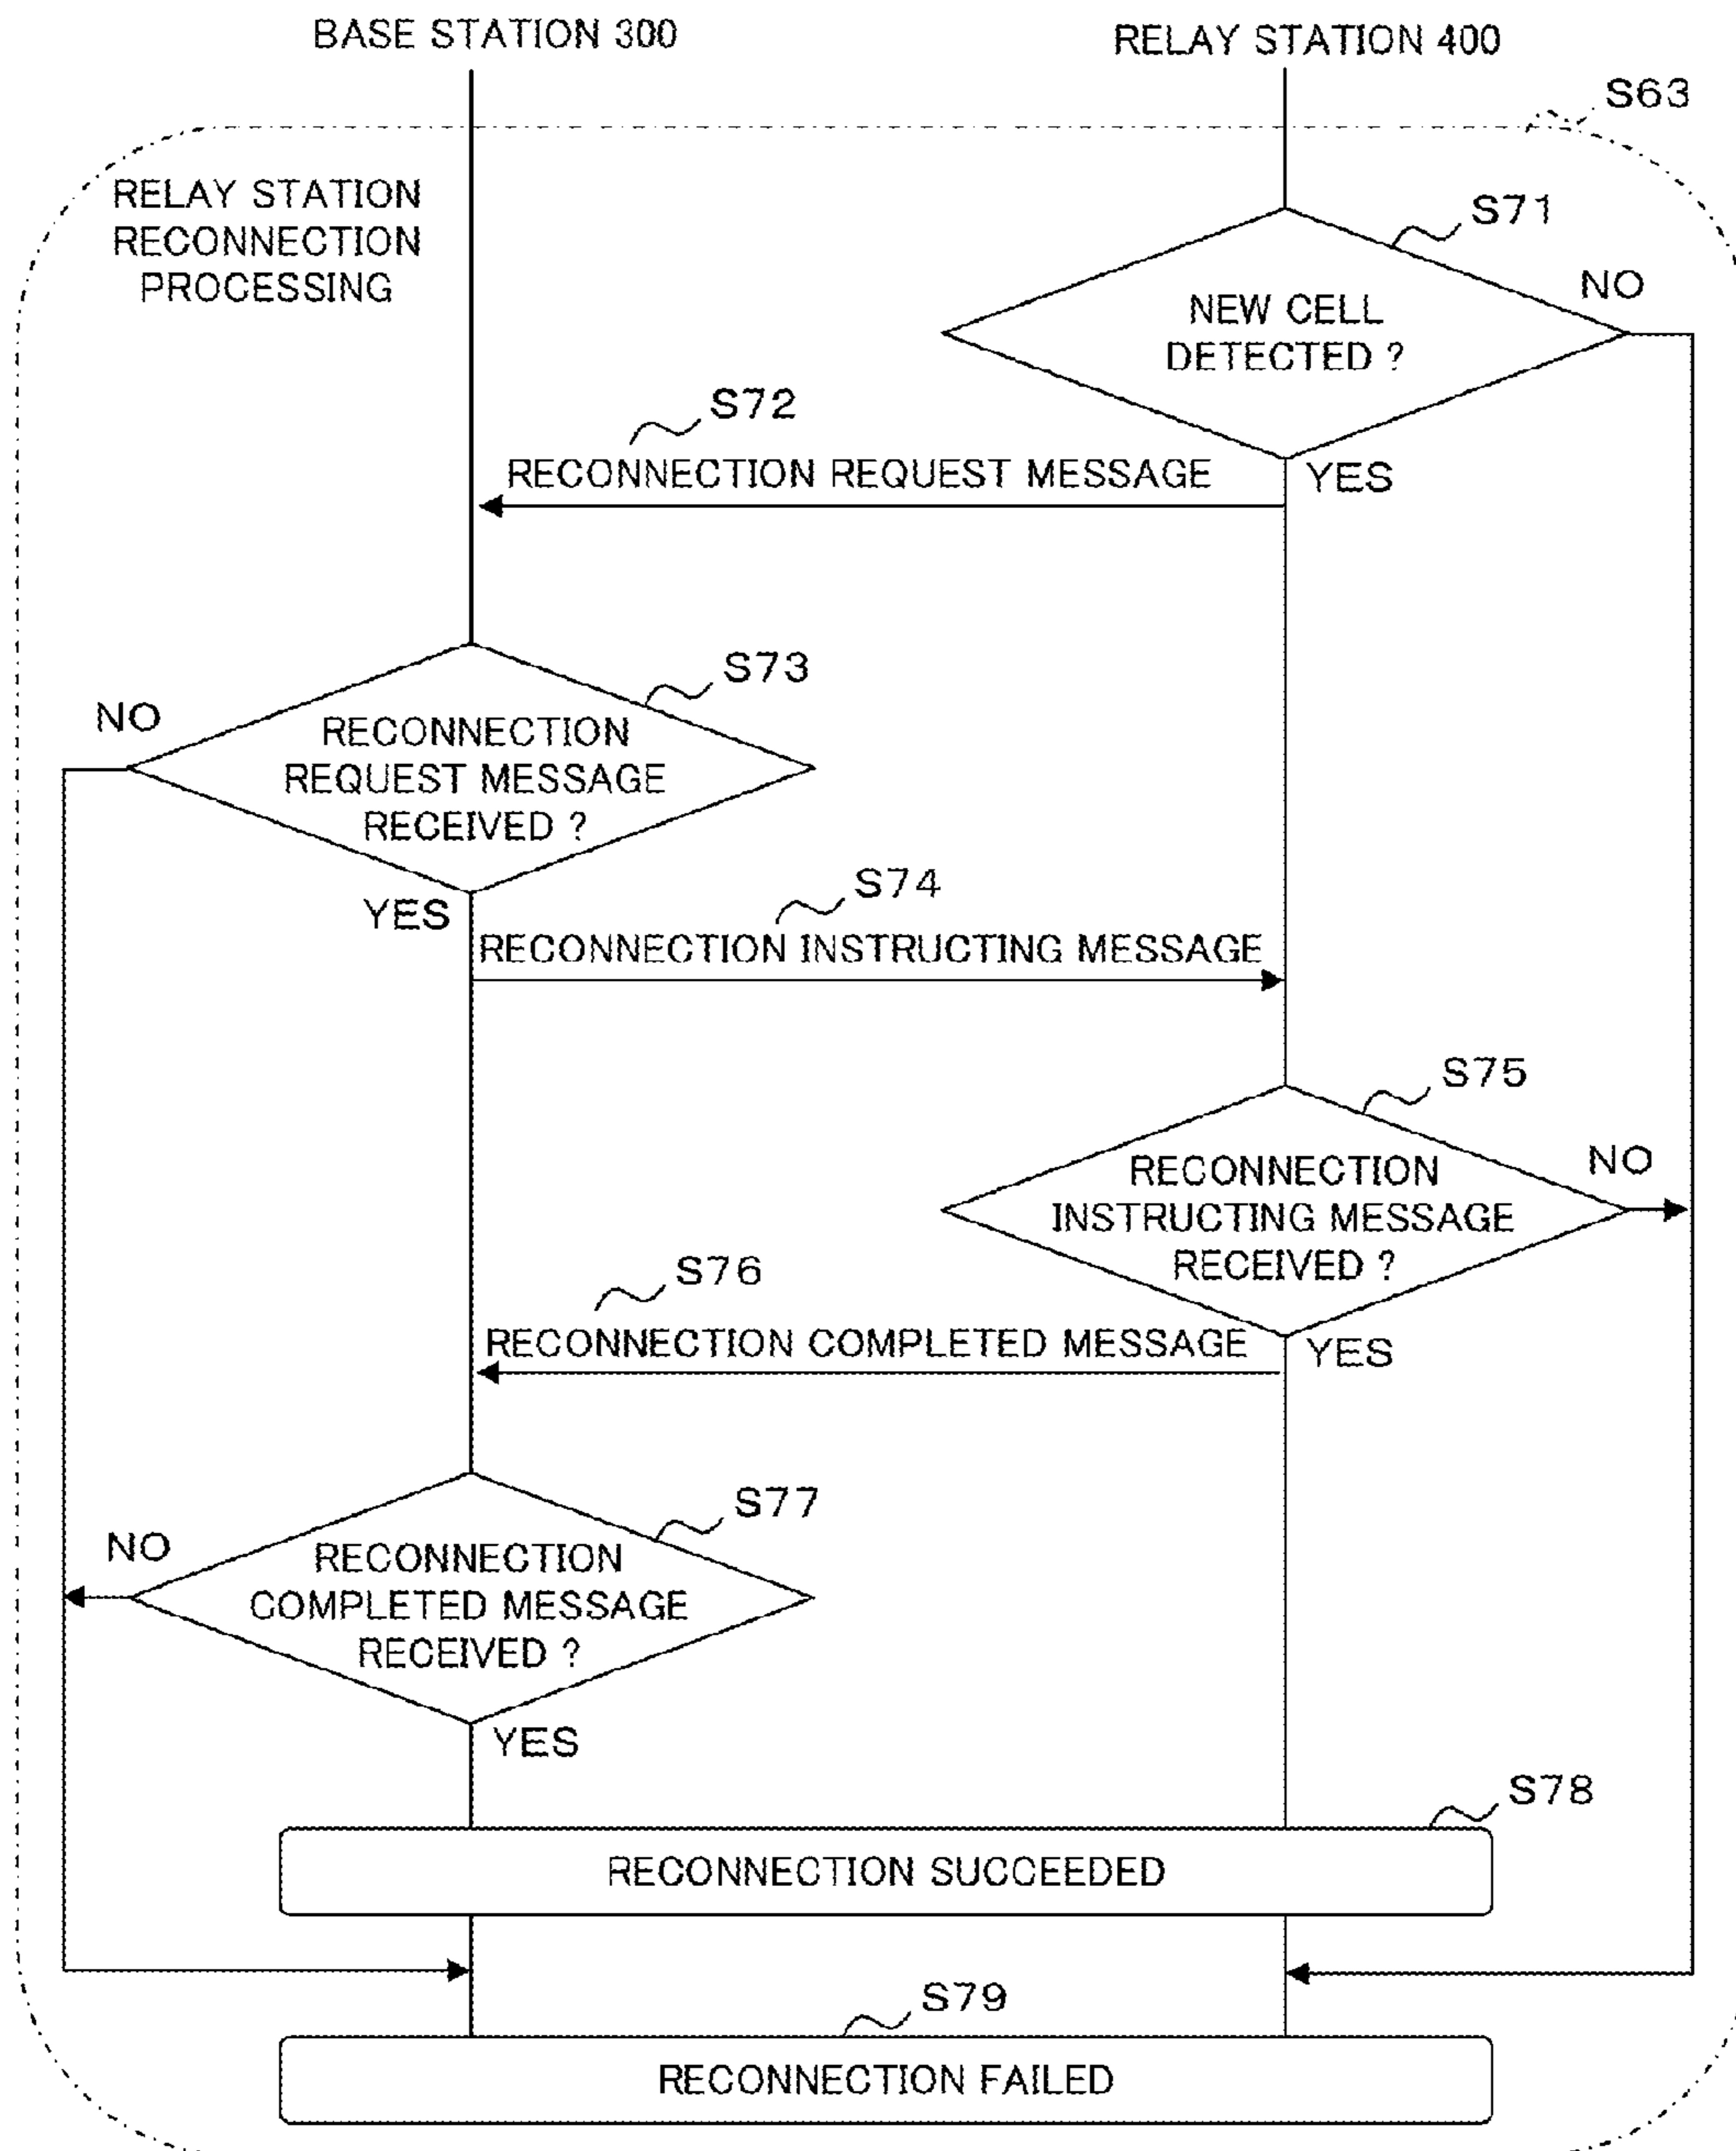 BASE STATION 300
RELAY STATION 400
S63
RELAY STATION
RECONNECTION
PROCESSING
S71
NO
NEW CELL
DETECTED ?
S72
RECONNECTION REQUEST MESSAGE
YES
S73
NO
RECONNECTION
REQUEST MESSAGE
RECEIVED ?
YES
S74
RECONNECTION INSTRUCTING MESSAGE
S75
NO
RECONNECTION
INSTRUCTING MESSAGE
RECEIVED ?
S76
RECONNECTION COMPLETED MESSAGE
YES
S77
NO
RECONNECTION
COMPLETED MESSAGE
RECEIVED ?
YES
S78
RECONNECTION SUCCEEDED
S79
RECONNECTION FAILED